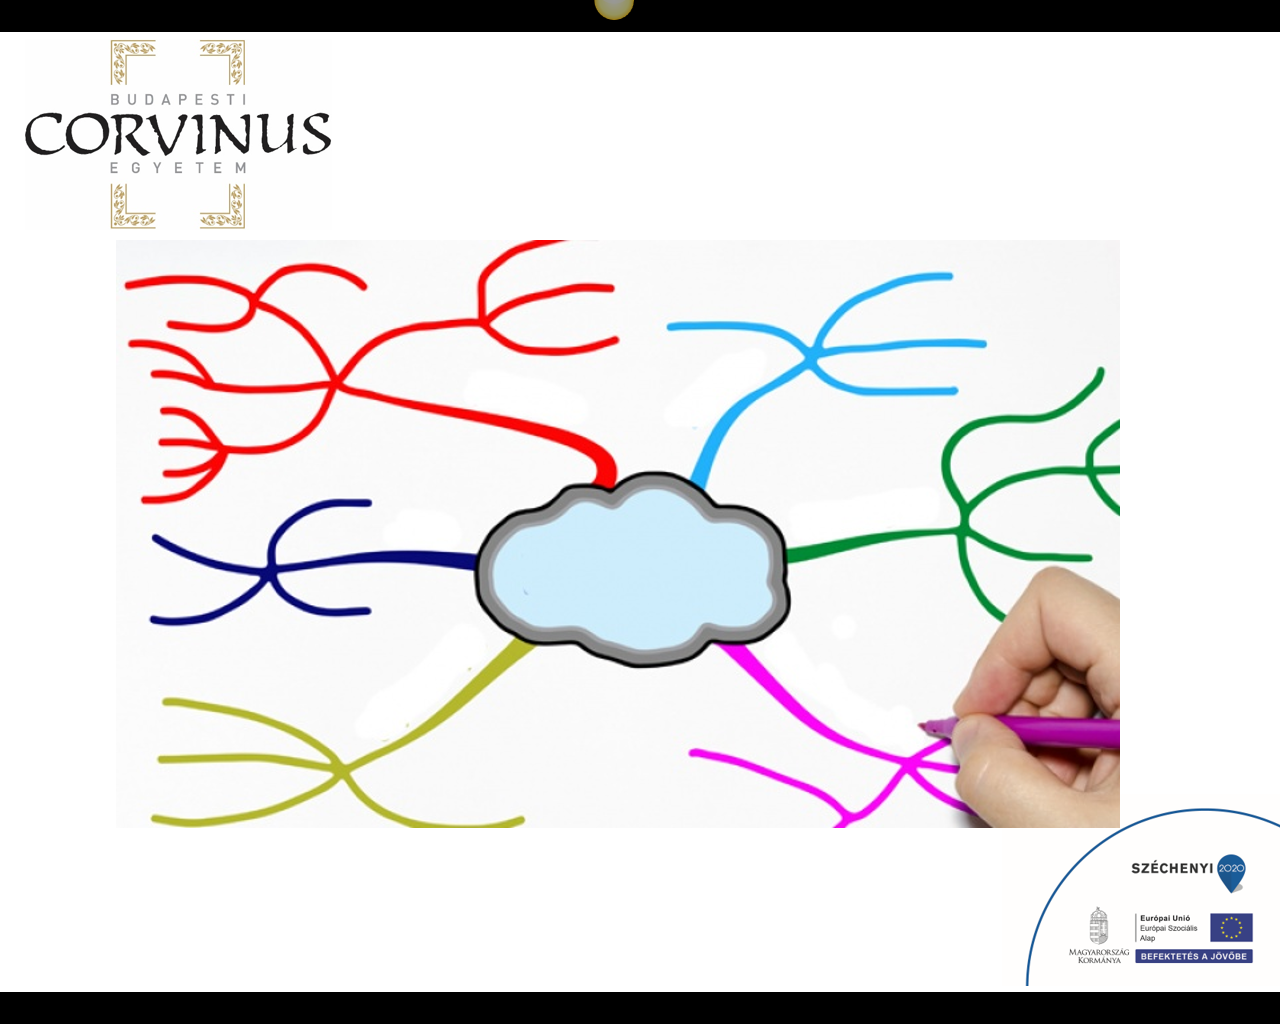 BUDAPESTI
CORVINUS
EGYETEM
SZÉCHENYI 2020
MAGYARORSZÁG
KORMÁNYA
Európai Unió
Európai Szociális
Alap
BEFEKTETÉS A JÖVŐBE